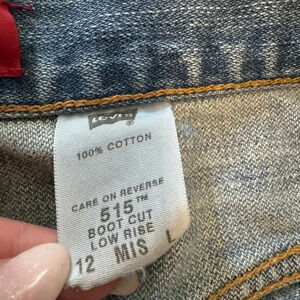 Levi's
100% COTTON
CARE ON REVERSE
515™
BOOT CUT
LOW RISE
12 MIS L